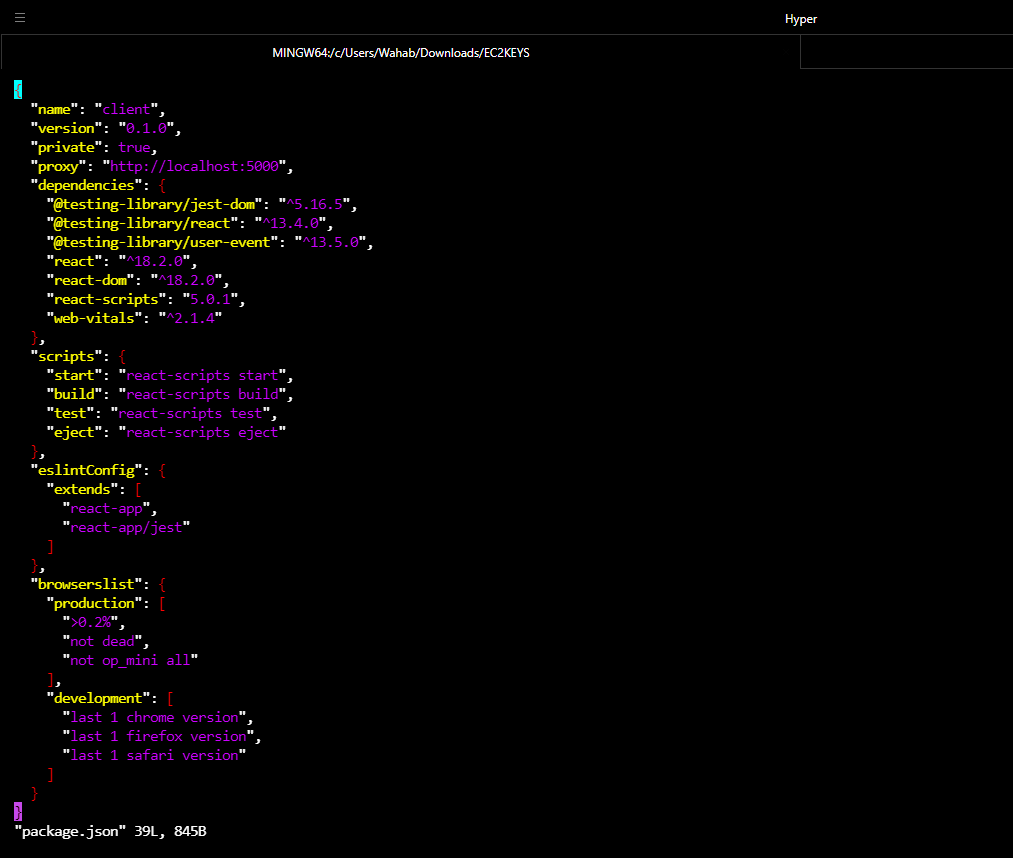 Hyper
MINGW64:/c/Users/Wahab/Downloads/EC2KEYS
{
  "name": "client",
  "version": "0.1.0",
  "private": true,
  "proxy": "http://localhost:5000",
  "dependencies": {
    "@testing-library/jest-dom": "^5.16.5",
    "@testing-library/react": "^13.4.0",
    "@testing-library/user-event": "^13.5.0",
    "react": "^18.2.0",
    "react-dom": "^18.2.0",
    "react-scripts": "5.0.1",
    "web-vitals": "^2.1.4"
  },
  "scripts": {
    "start": "react-scripts start",
    "build": "react-scripts build",
    "test": "react-scripts test",
    "eject": "react-scripts eject"
  },
  "eslintConfig": {
    "extends": [
      "react-app",
      "react-app/jest"
    ]
  },
  "browserslist": {
    "production": [
      ">0.2%",
      "not dead",
      "not op_mini all"
    ],
    "development": [
      "last 1 chrome version",
      "last 1 firefox version",
      "last 1 safari version"
    ]
  }
}
"package.json" 39L, 845B